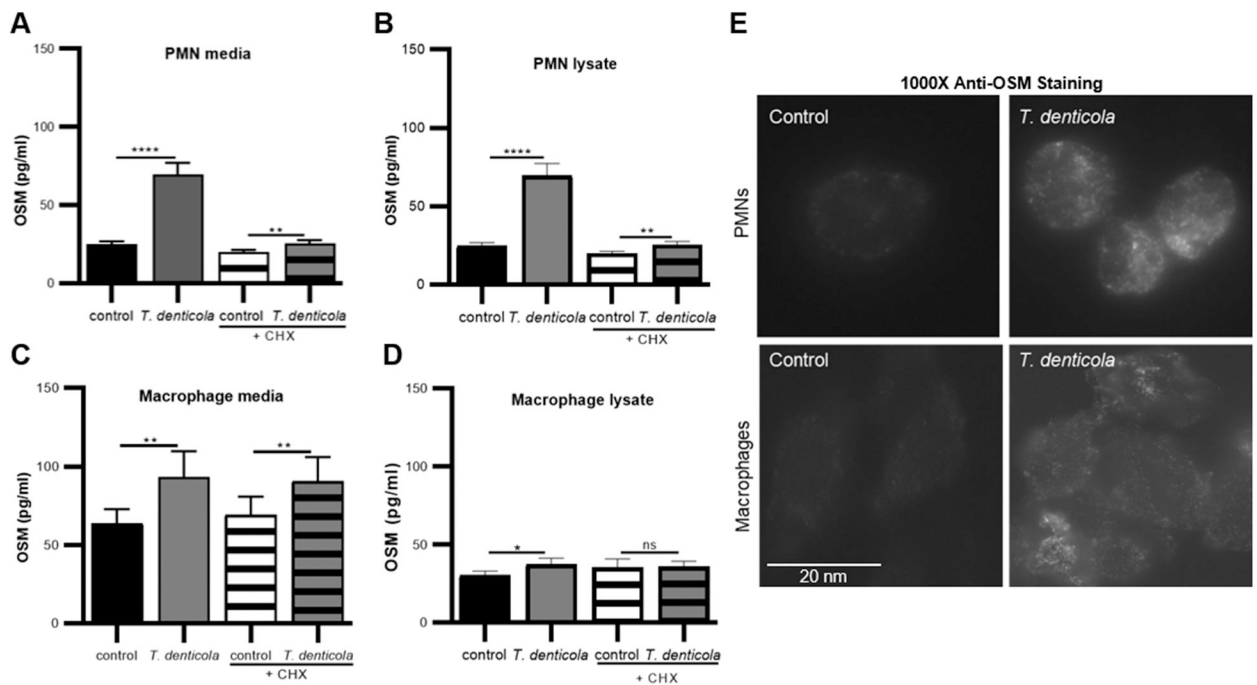 A
PMN media
OSM (pg/ml)
150
100
50
0
****
**
control T. denticola control T. denticola
+ CHX
B
PMN lysate
OSM (pg/ml)
150
100
50
0
****
**
control T. denticola control T. denticola
+ CHX
C
Macrophage media
OSM (pg/ml)
150
100
50
0
**
**
control T. denticola control T. denticola
+ CHX
D
Macrophage lysate
OSM (pg/ml)
150
100
50
0
*
ns
control T. denticola control T. denticola
+ CHX
E
1000X Anti-OSM Staining
PMNs
Control
T. denticola
Macrophages
Control
T. denticola
20 nm